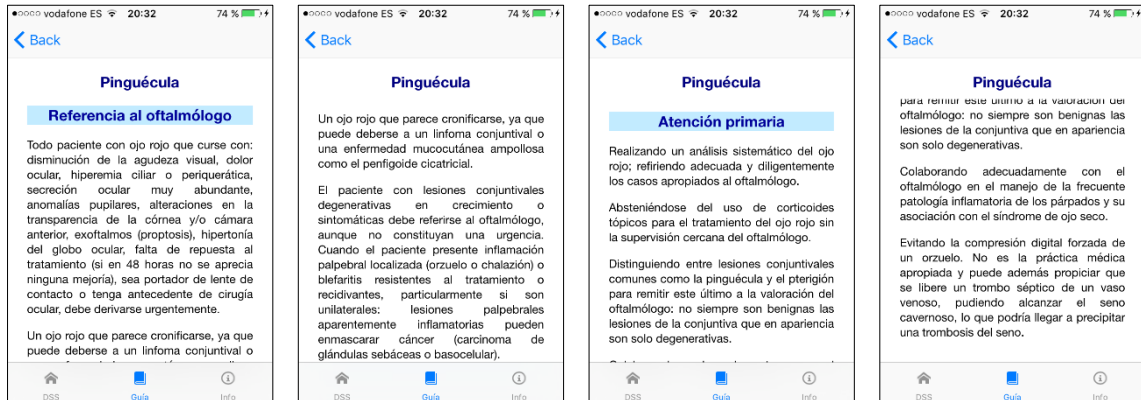 vodafone ES 20:32 74 %
Back
Pinguécula
Referencia al oftalmólogo
Todo paciente con ojo rojo que curse con:
disminución de la agudeza visual, dolor
ocular, hiperemia ciliar o periquerática,
secreción ocular muy abundante,
anomalías pupilares, alteraciones en la
transparencia de la córnea y/o cámara
anterior, exoftalmos (proptosis), hipertonía
del globo ocular, falta de repuesta al
tratamiento (si en 48 horas no se aprecia
ninguna mejoría), sea portador de lente de
contacto o tenga antecedente de cirugía
ocular, debe derivarse urgentemente.
Un ojo rojo que parece cronificarse, ya que
puede deberse a un linfoma conjuntival o
DSS Guía Info
vodafone ES 20:32 74 %
Back
Pinguécula
Un ojo rojo que parece cronificarse, ya que
puede deberse a un linfoma conjuntival o
una enfermedad mucocutánea ampollosa
como el penfigoide cicatricial.
El paciente con lesiones conjuntivales
degenerativas en crecimiento o
sintomáticas debe referirse al oftalmólogo,
aunque no constituyan una urgencia.
Cuando el paciente presente inflamación
palpebral localizada (orzuelo o chalazión) o
blefaritis resistentes al tratamiento o
recidivantes, particularmente si son
unilaterales: lesiones palpebrales
aparentemente inflamatorias pueden
enmascarar cáncer (carcinoma de
glándulas sebáceas o basocelular).
DSS Guía Info
vodafone ES 20:32 74 %
Back
Pinguécula
Atención primaria
Realizando un análisis sistemático del ojo
rojo; refiriendo adecuada y diligentemente
los casos apropiados al oftalmólogo.
Absteniéndose del uso de corticoides
tópicos para el tratamiento del ojo rojo sin
la supervisión cercana del oftalmólogo.
Distinguiendo entre lesiones conjuntivales
comunes como la pinguécula y el pterigión
para remitir este último a la valoración del
oftalmólogo: no siempre son benignas las
lesiones de la conjuntiva que en apariencia
son solo degenerativas.
DSS Guía Info
vodafone ES 20:32 74 %
Back
Pinguécula
para remitir este último a la valoración del
oftalmólogo: no siempre son benignas las
lesiones de la conjuntiva que en apariencia
son solo degenerativas.
Colaborando adecuadamente con el
oftalmólogo en el manejo de la frecuente
patología inflamatoria de los párpados y su
asociación con el síndrome de ojo seco.
Evitando la compresión digital forzada de
un orzuelo. No es la práctica médica
apropiada y puede además propiciar que
se libere un trombo séptico de un vaso
venoso, pudiendo alcanzar el seno
cavernoso, lo que podría llegar a precipitar
una trombosis del seno.
DSS Guía Info